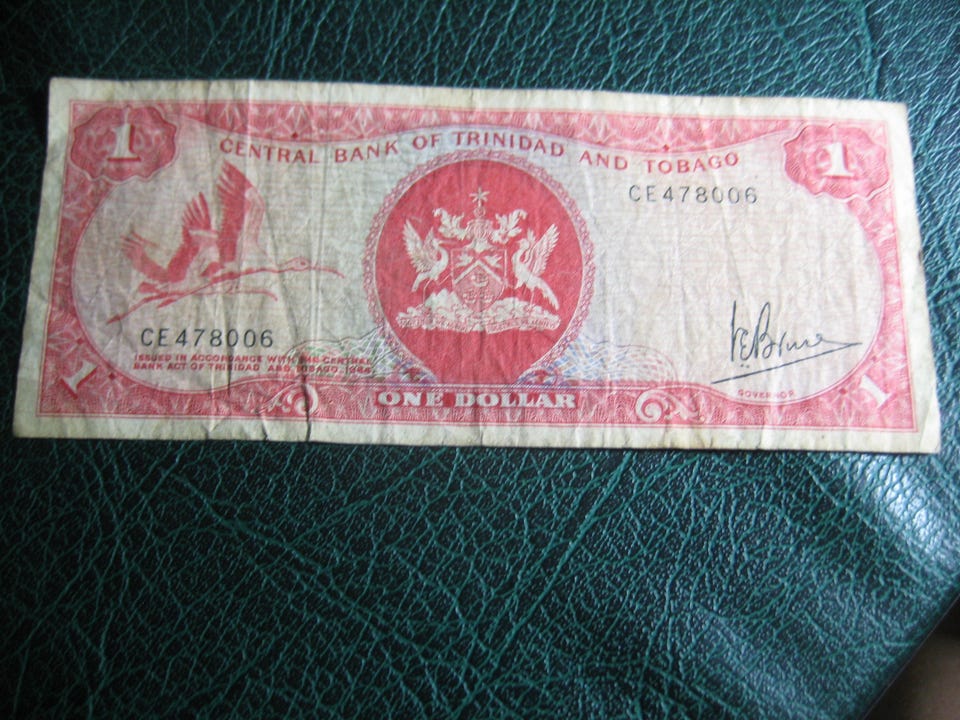 1
1
CENTRAL BANK OF TRINIDAD AND TOBAGO
CE478006
CE478006
ISSUED IN ACCORDANCE WITH THE CENTRAL
BANK ACT OF TRINIDAD AND TOBAGO 1964
GOVERNOR
1
ONE DOLLAR
1